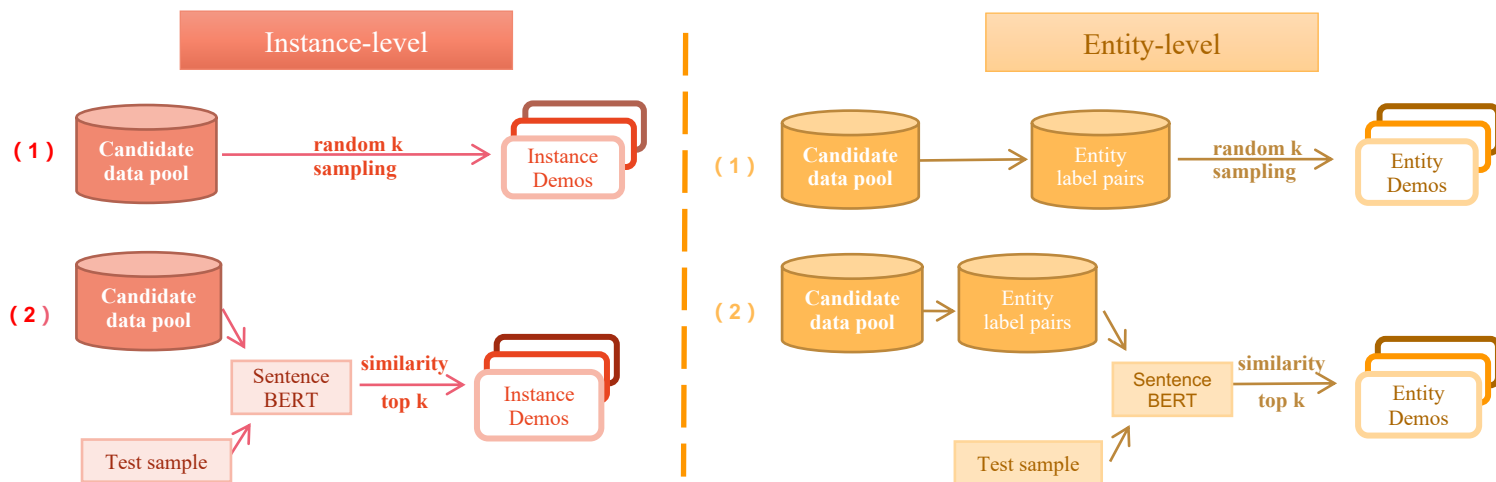 Instance-level
( 1 )
Candidate
data pool
random k
sampling
Instance
Demos
( 2 )
Candidate
data pool
Sentence
BERT
similarity
top k
Instance
Demos
Test sample
Entity-level
( 1 )
Candidate
data pool
Entity
label pairs
random k
sampling
Entity
Demos
( 2 )
Candidate
data pool
Entity
label pairs
Sentence
BERT
similarity
top k
Entity
Demos
Test sample